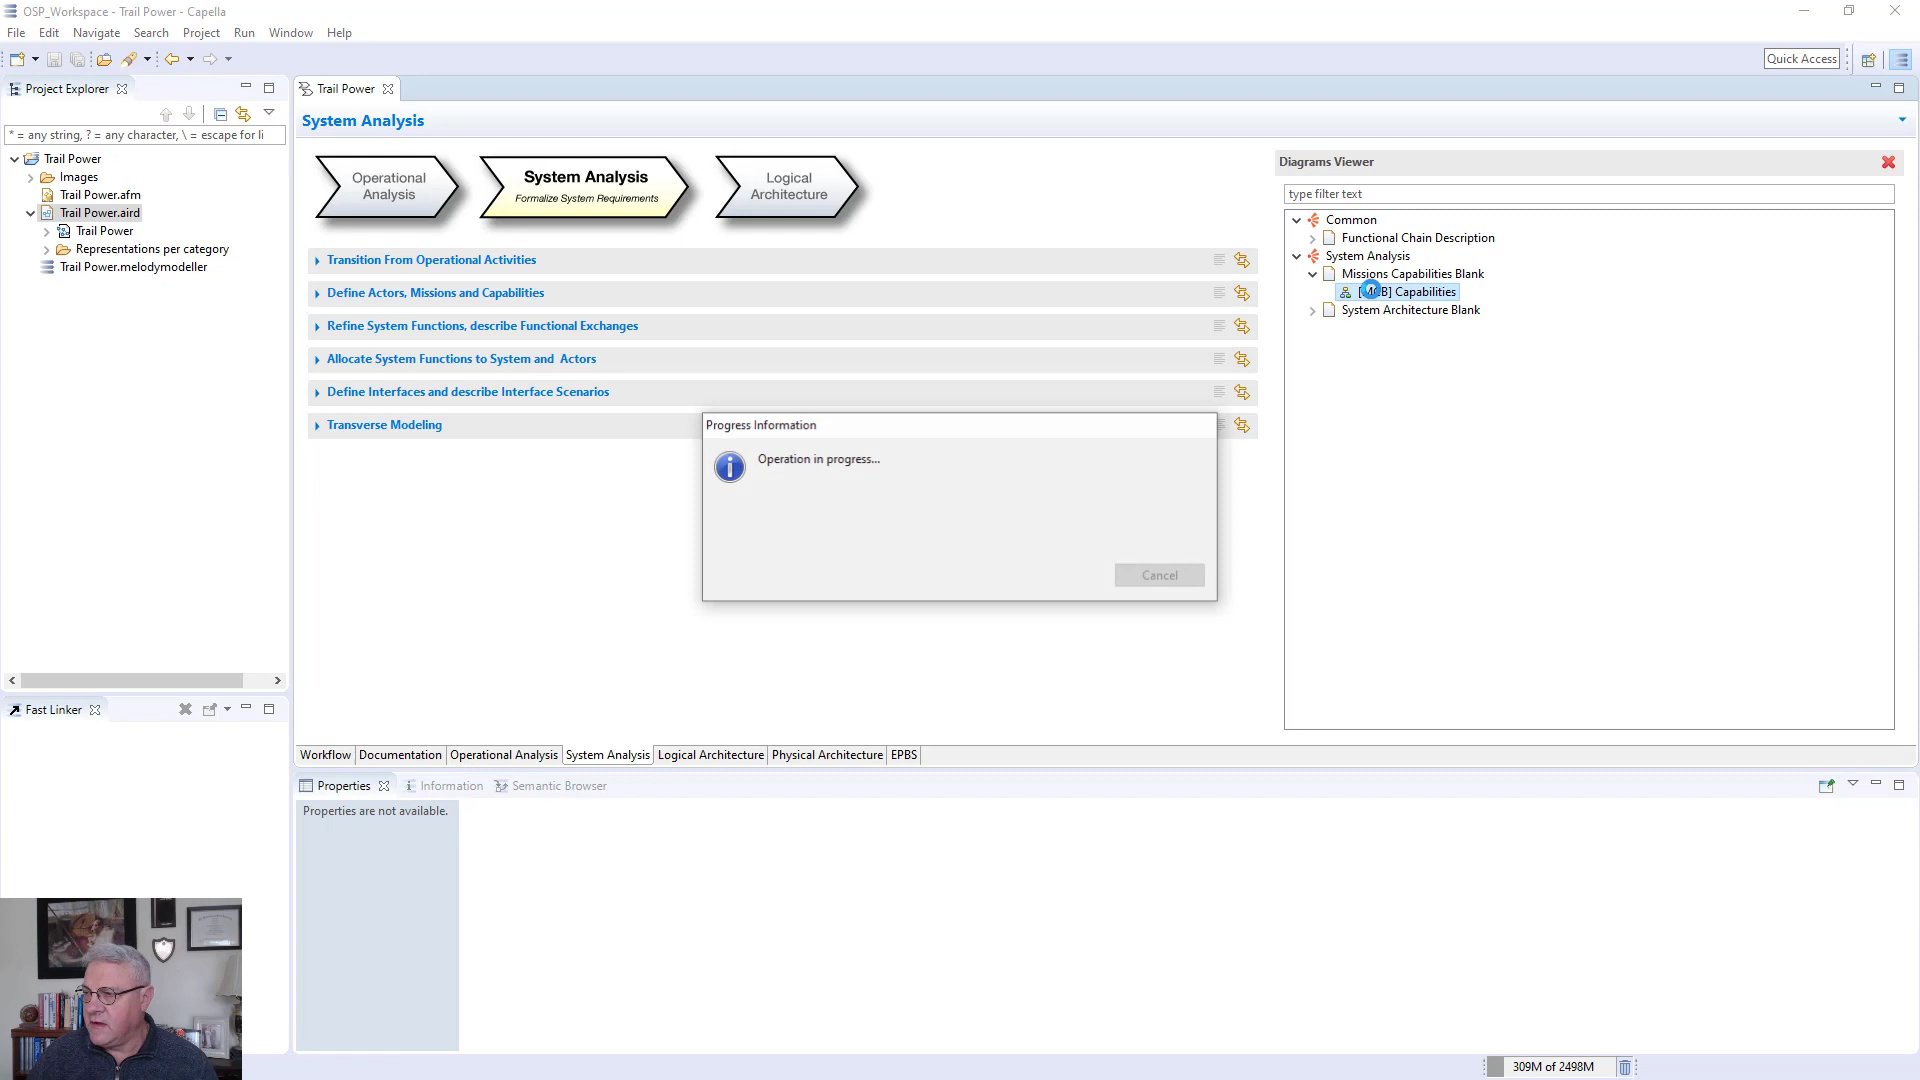 OSP_Workspace - Trail Power - Capella
File Edit Navigate Search Project Run Window Help
Quick Access
Project Explorer
* = any string, ? = any character, \ = escape for li
Trail Power
Images
Trail Power.afm
Trail Power.aird
Trail Power
Representations per category
Trail Power.melodymodeller
Fast Linker
Trail Power
System Analysis
Operational
Analysis
System Analysis
Formalize System Requirements
Logical
Architecture
Transition From Operational Activities
Define Actors, Missions and Capabilities
Refine System Functions, describe Functional Exchanges
Allocate System Functions to System and Actors
Define Interfaces and describe Interface Scenarios
Transverse Modeling
Progress Information
Operation in progress...
Cancel
Diagrams Viewer
type filter text
Common
Functional Chain Description
System Analysis
Missions Capabilities Blank
[MCB] Capabilities
System Architecture Blank
Workflow Documentation Operational Analysis System Analysis Logical Architecture Physical Architecture EPBS
Properties Information Semantic Browser
Properties are not available.
309M of 2498M